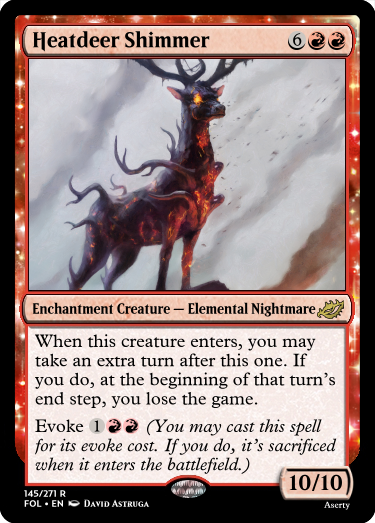 Heatdeer Shimmer 6
Enchantment Creature — Elemental Nightmare
When this creature enters, you may
take an extra turn after this one. If
you do, at the beginning of that turn's
end step, you lose the game.
Evoke 1 (You may cast this spell
for its evoke cost. If you do, it's sacrificed
when it enters the battlefield.)
10/10
145/271 R
FOL • EN DAVID ASTRUGA
Aserty